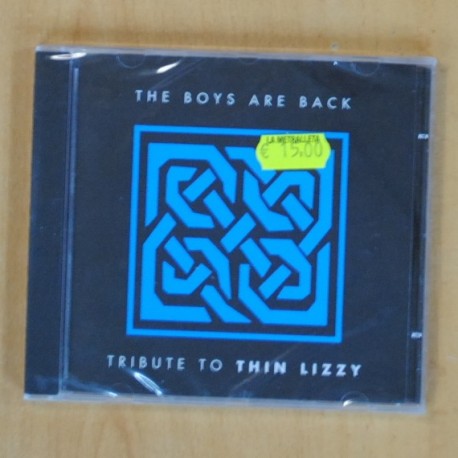 THE BOYS ARE BACK
LA METRALLETA
€ 15,00
TRIBUTE TO THIN LIZZY